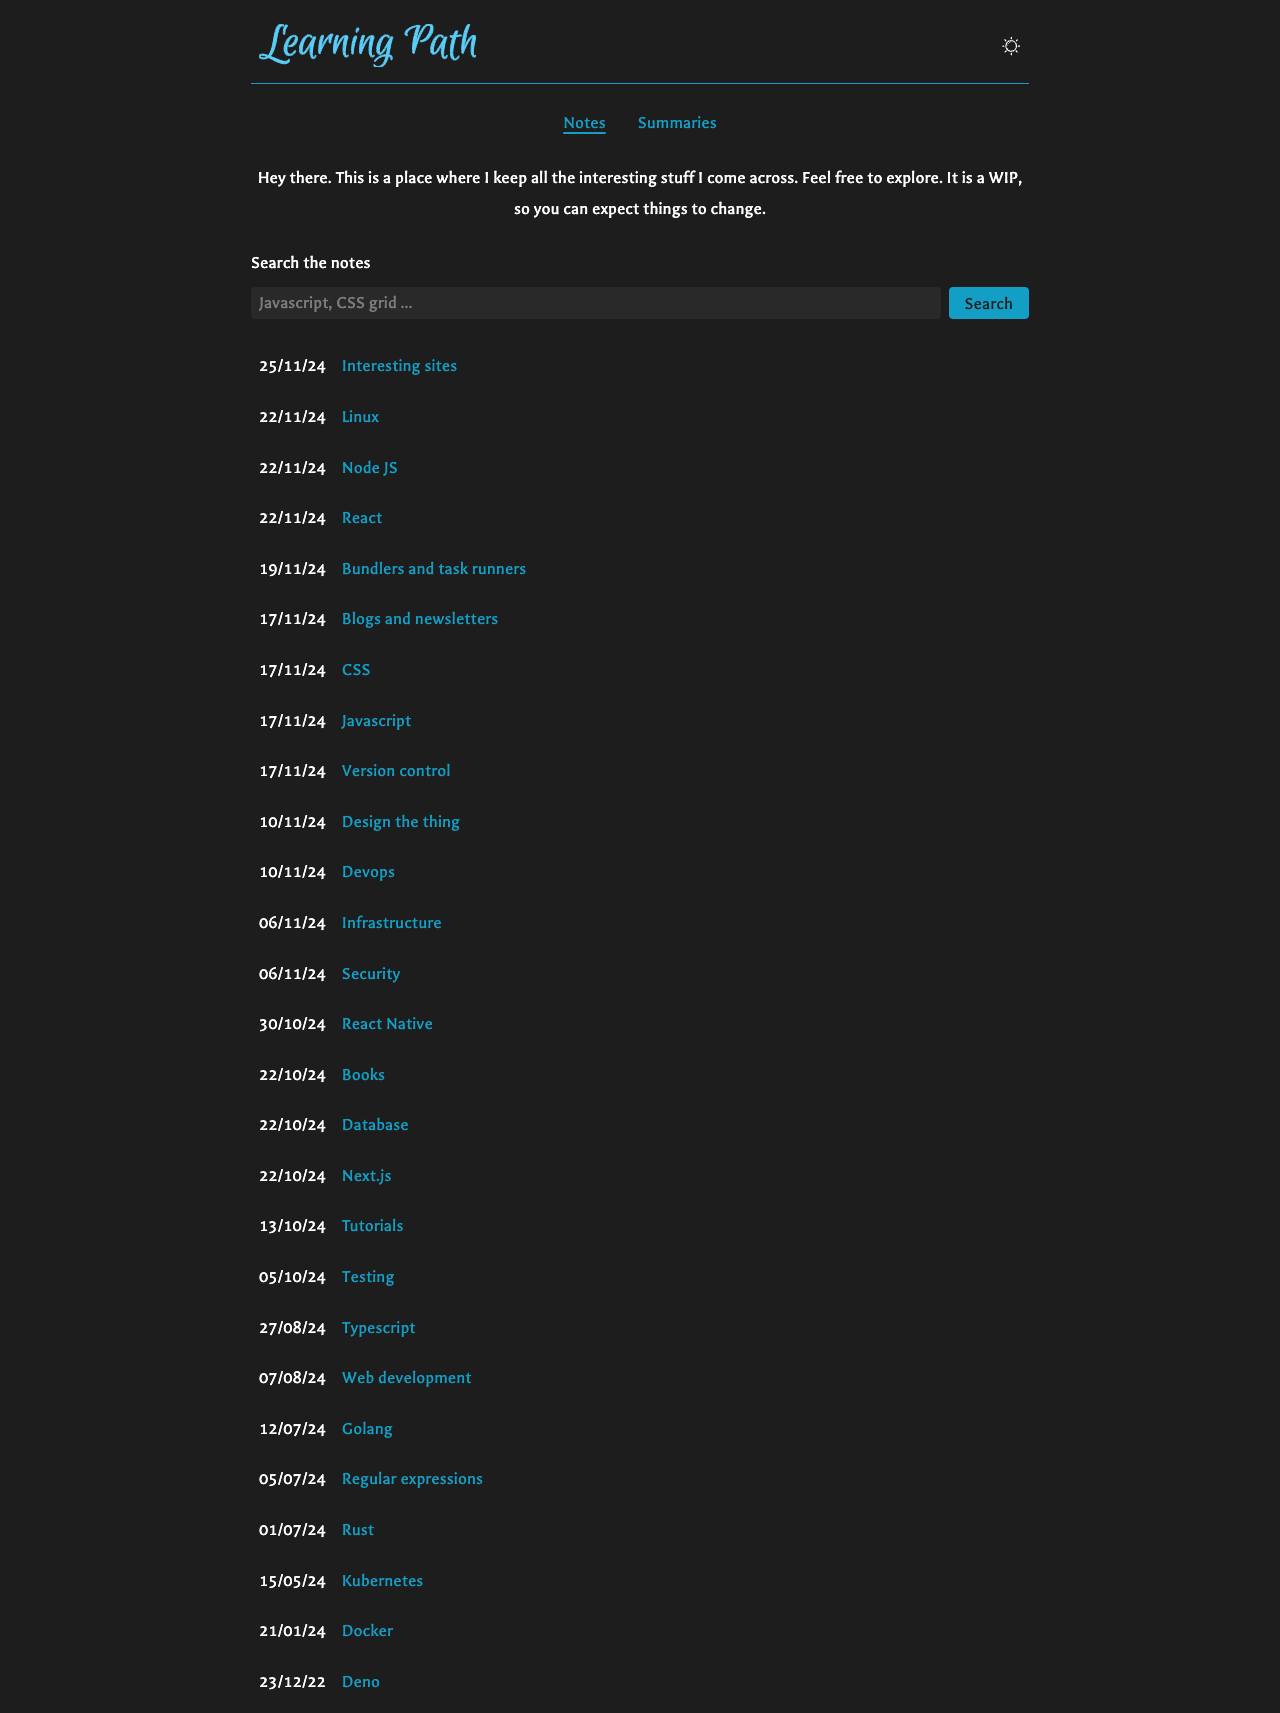 Learning Path
Notes Summaries
Hey there. This is a place where I keep all the interesting stuff I come across. Feel free to explore. It is a WIP,
so you can expect things to change.
Search the notes
Javascript, CSS grid ... Search
25/11/24 Interesting sites
22/11/24 Linux
22/11/24 Node JS
22/11/24 React
19/11/24 Bundlers and task runners
17/11/24 Blogs and newsletters
17/11/24 CSS
17/11/24 Javascript
17/11/24 Version control
10/11/24 Design the thing
10/11/24 Devops
06/11/24 Infrastructure
06/11/24 Security
30/10/24 React Native
22/10/24 Books
22/10/24 Database
22/10/24 Next.js
13/10/24 Tutorials
05/10/24 Testing
27/08/24 Typescript
07/08/24 Web development
12/07/24 Golang
05/07/24 Regular expressions
01/07/24 Rust
15/05/24 Kubernetes
21/01/24 Docker
23/12/22 Deno